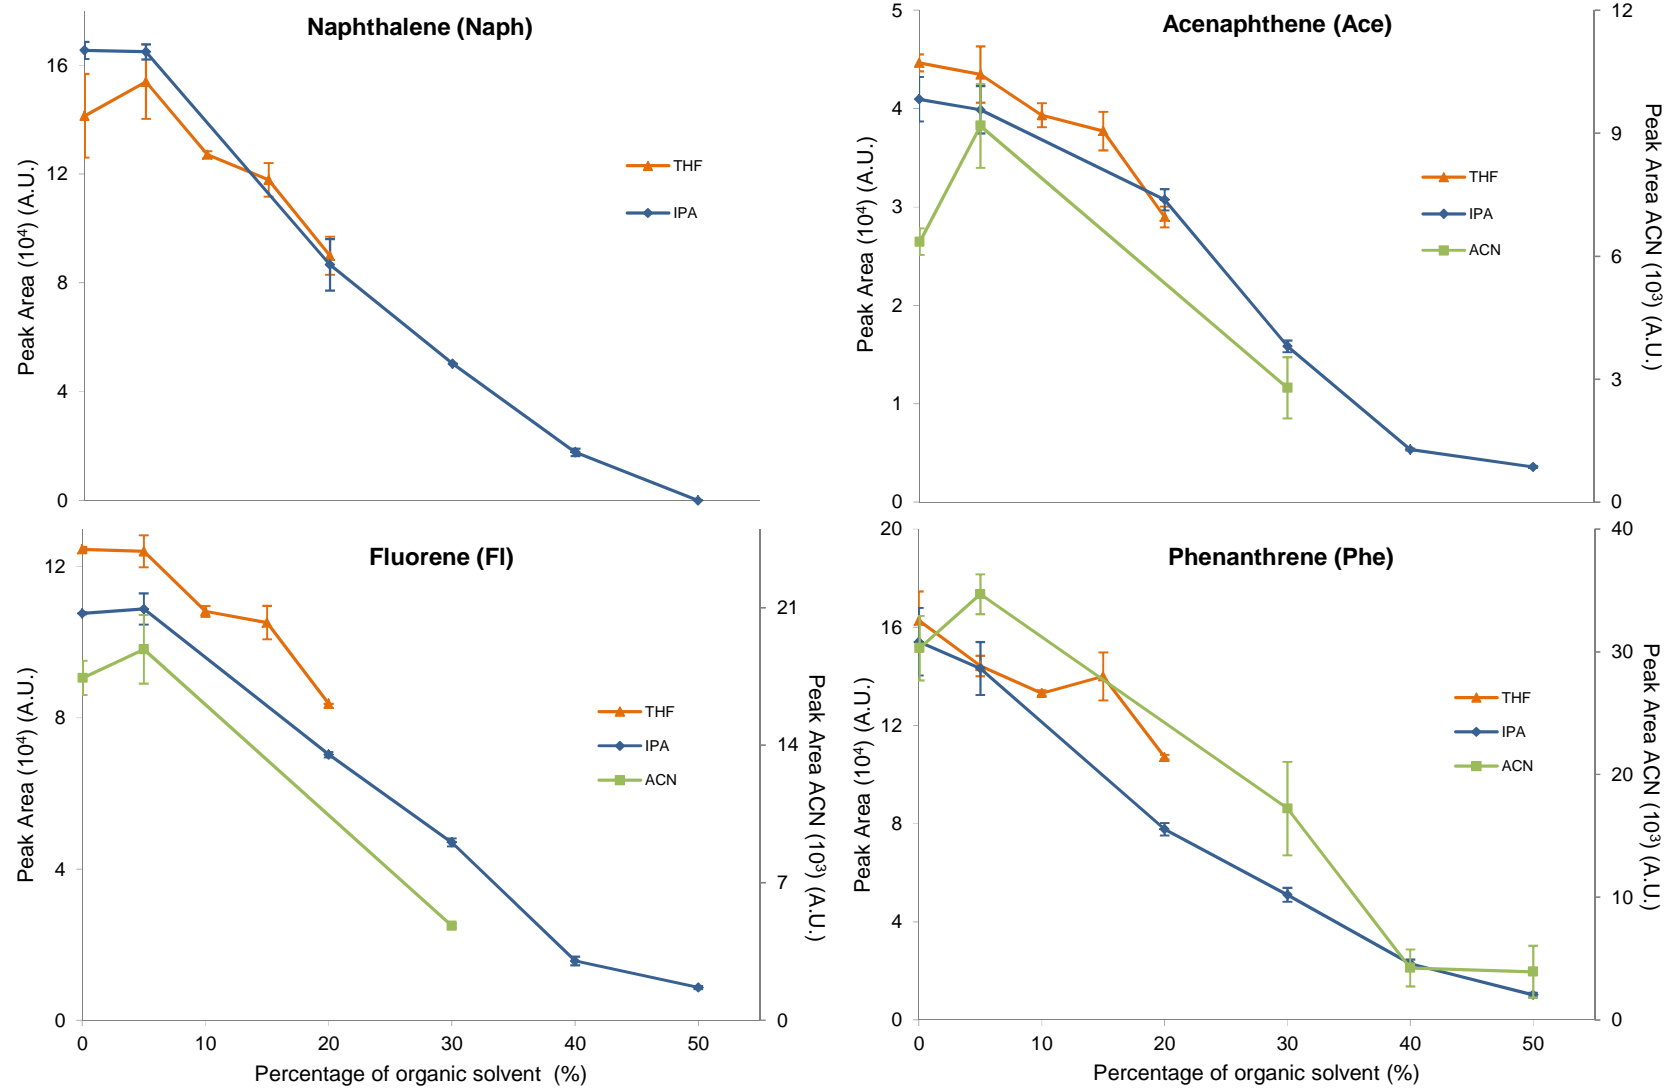 Naphthalene (Naph)
Peak Area (10⁴) (A.U.)
16
12
8
4
0
THF
IPA
Acenaphthene (Ace)
Peak Area (10⁴) (A.U.)
5
4
3
2
1
0
THF
IPA
ACN
12
9
6
3
0
Peak Area ACN (10³) (A.U.)
Fluorene (Fl)
Peak Area (10⁴) (A.U.)
12
8
4
0
THF
IPA
ACN
21
14
7
0
Peak Area ACN (10³) (A.U.)
0 10 20 30 40 50
Percentage of organic solvent (%)
Phenanthrene (Phe)
Peak Area (10⁴) (A.U.)
20
16
12
8
4
0
THF
IPA
ACN
40
30
20
10
0
Peak Area ACN (10³) (A.U.)
0 10 20 30 40 50
Percentage of organic solvent (%)